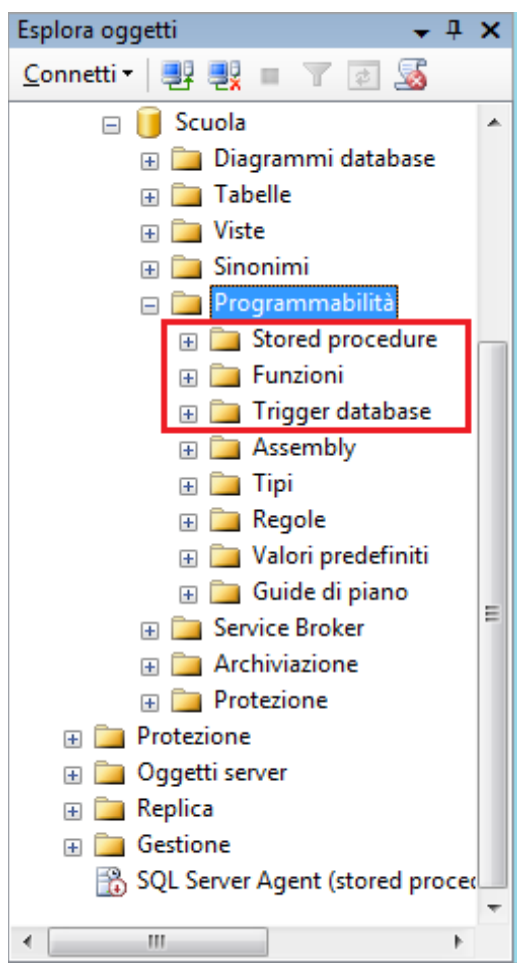 Esplora oggetti
Connetti
Scuola
Diagrammi database
Tabelle
Viste
Sinonimi
Programmabilità
Stored procedure
Funzioni
Trigger database
Assembly
Tipi
Regole
Valori predefiniti
Guide di piano
Service Broker
Archiviazione
Protezione
Protezione
Oggetti server
Replica
Gestione
SQL Server Agent (stored proce